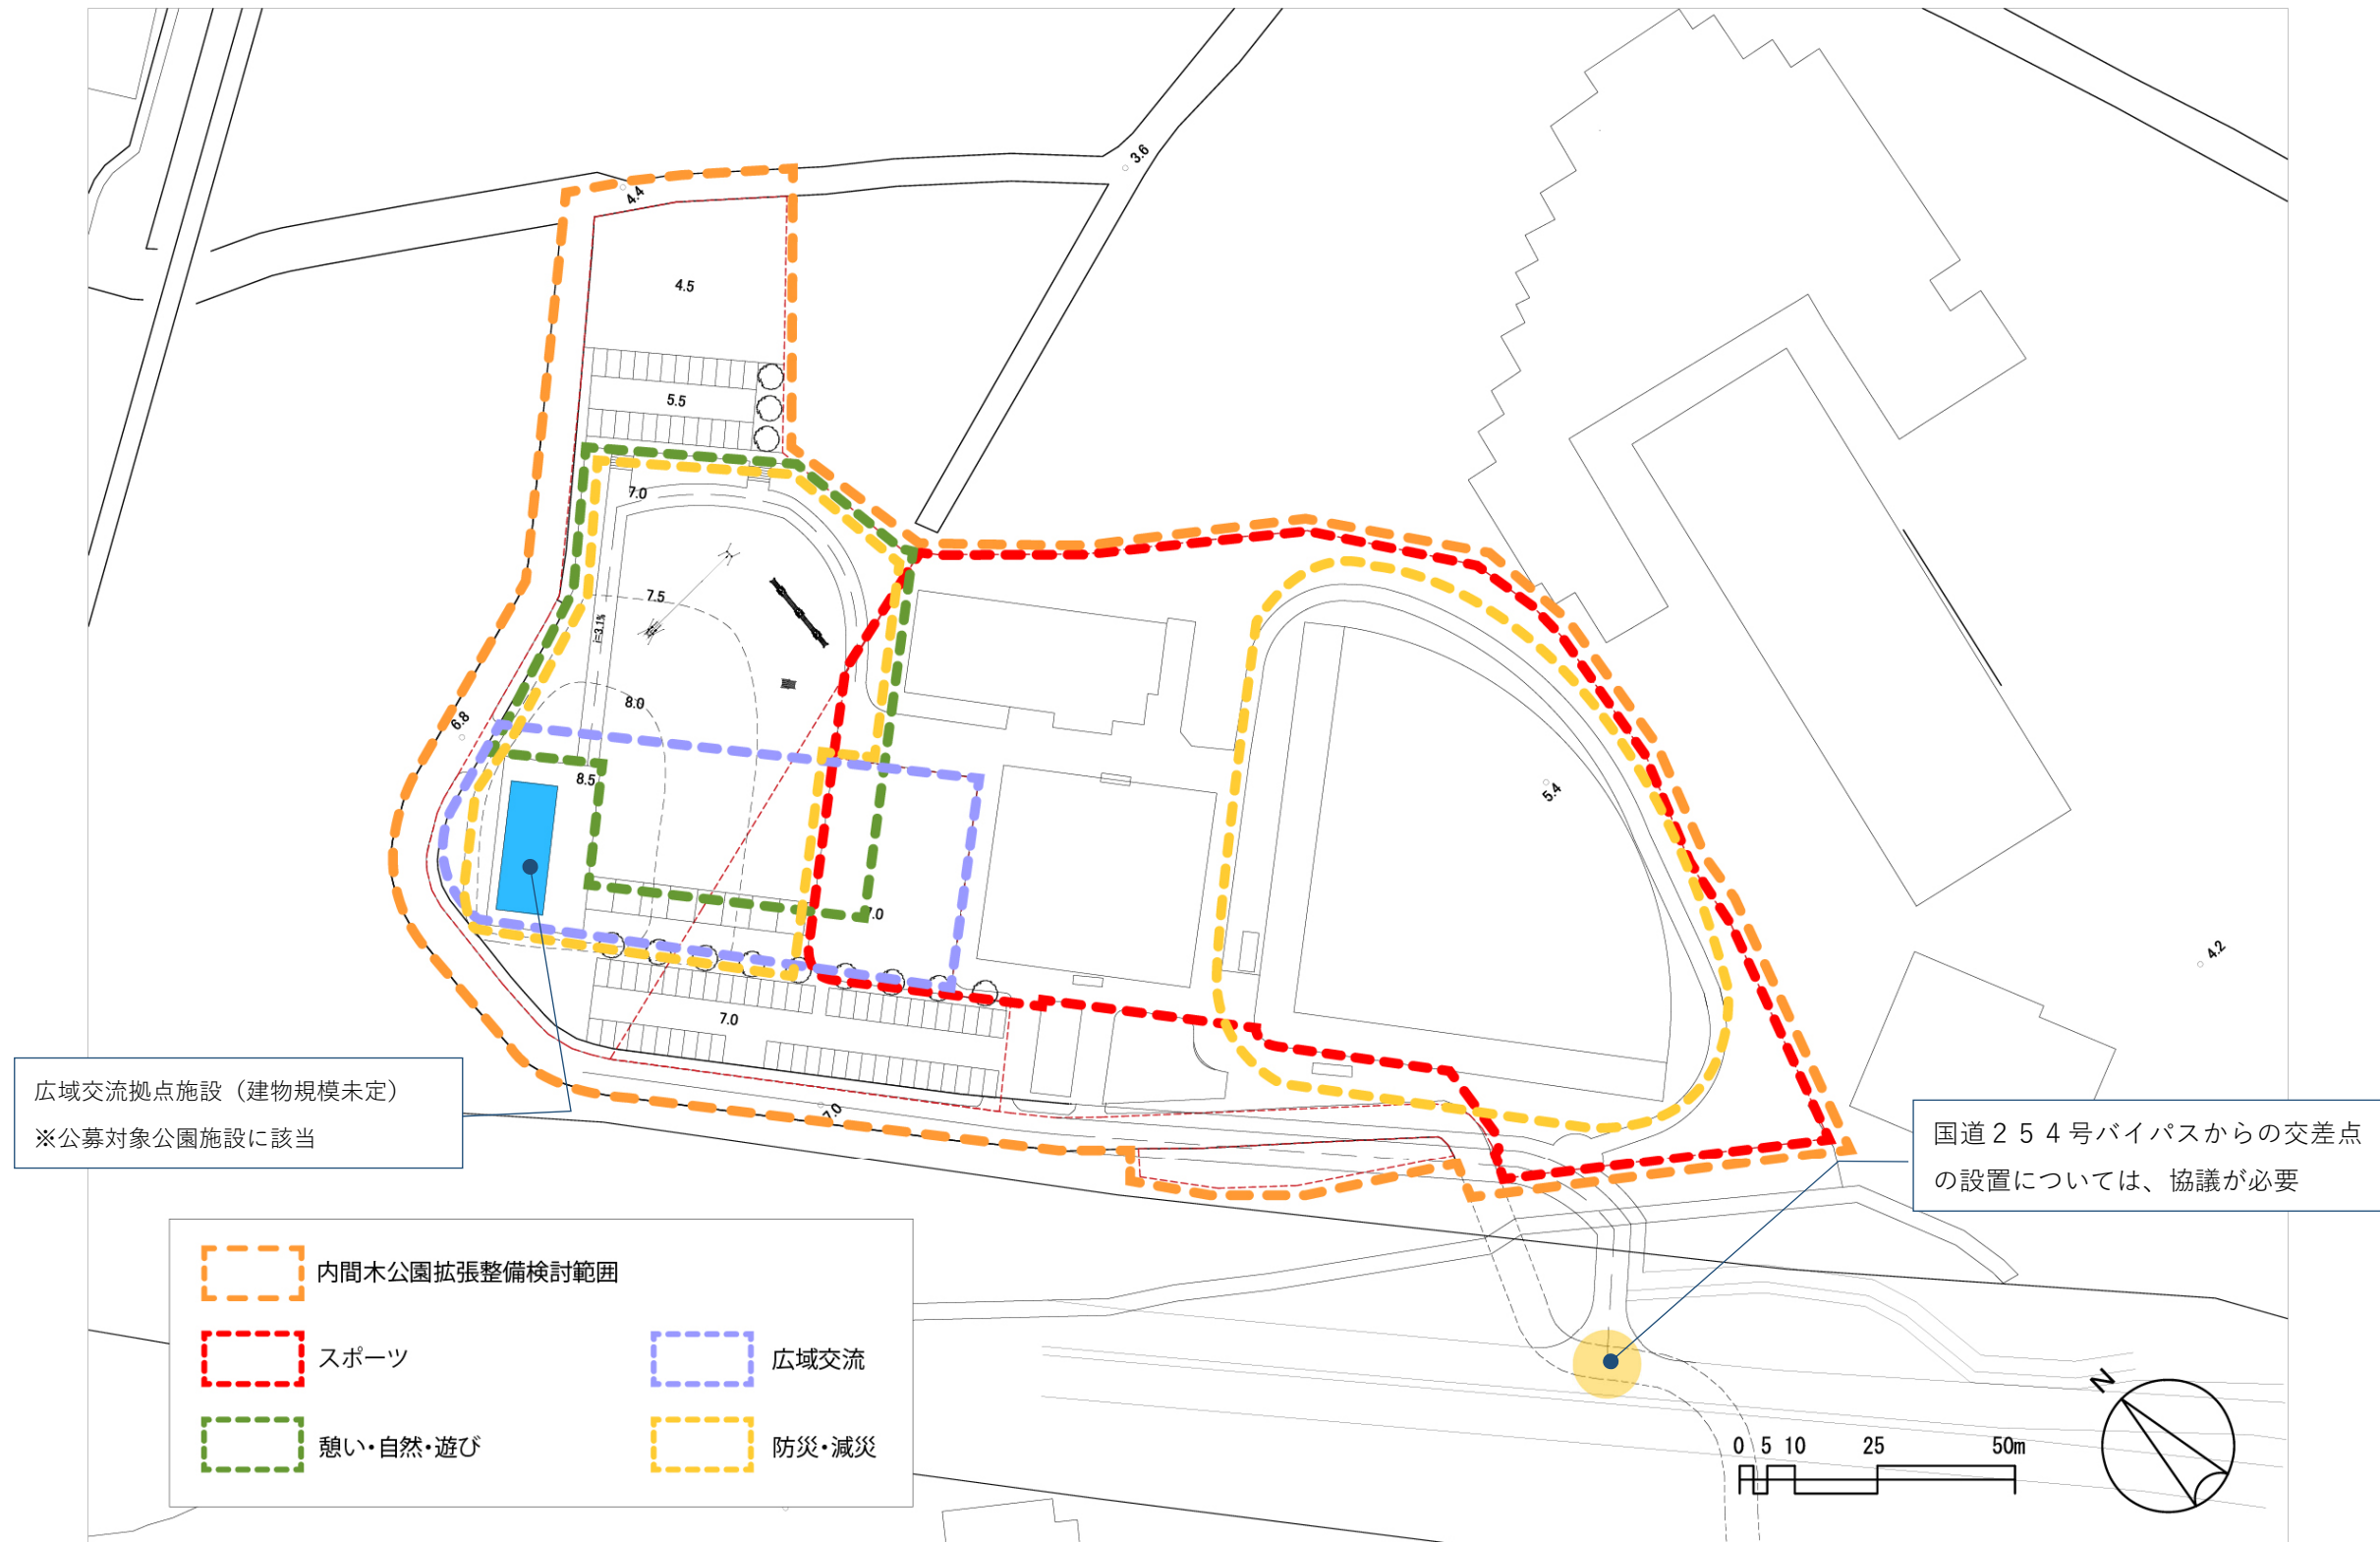 3.6
4.4
4.5
5.5
7.0
7.5
i=3.1%
8.0
6.8
8.5
5.4
7.0
4.2
7.0
7.0
広域交流拠点施設（建物規模未定）
※公募対象公園施設に該当
国道２５４号バイパスからの交差点
の設置については、協議が必要
内間木公園拡張整備検討範囲
スポーツ
広域交流
憩い・自然・遊び
防災・減災
N
0 5 10 25 50m